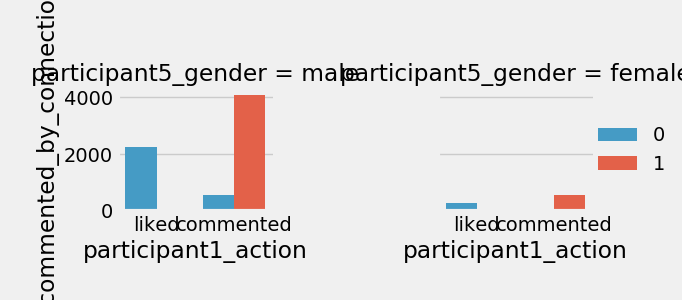 participant5_gender = male
participant5_gender = female
commented_by_connectio
4000
2000
0
liked
commented
liked
commented
participant1_action
participant1_action
0
1